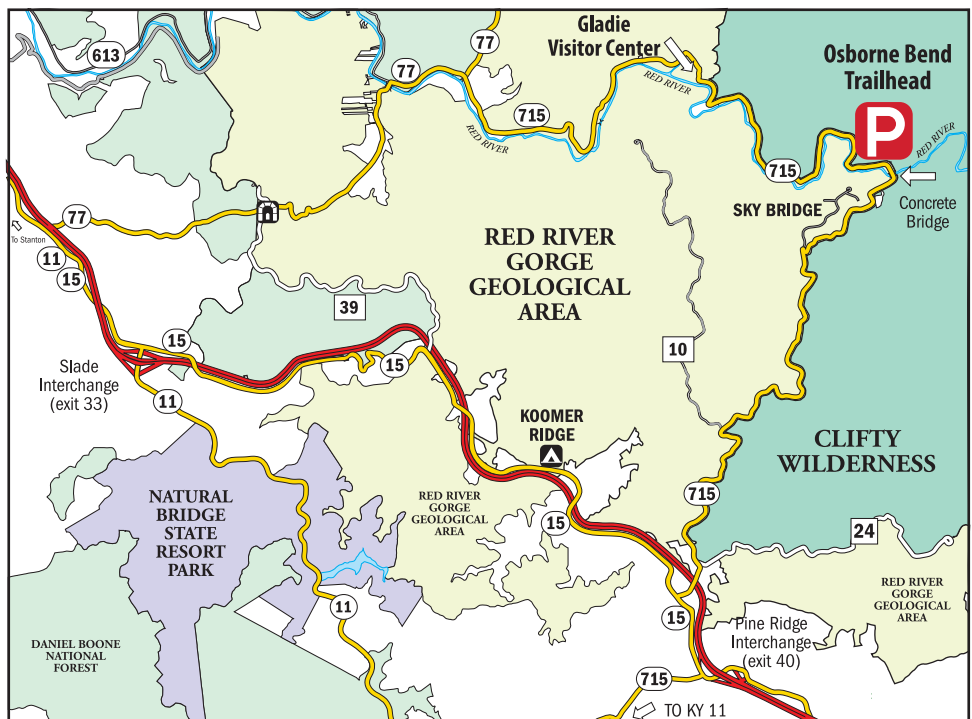 613
77
77
Gladie
Visitor Center
RED RIVER
Osborne Bend
Trailhead
P
RED RIVER
715
RED RIVER
715
Concrete
Bridge
SKY BRIDGE
77
To Stanton
11
15
RED RIVER
GORGE
GEOLOGICAL
AREA
39
15
15
10
Slade
Interchange
(exit 33)
11
KOOMER
RIDGE
CLIFTY
WILDERNESS
NATURAL
BRIDGE
STATE
RESORT
PARK
RED RIVER
GORGE
GEOLOGICAL
AREA
715
15
24
RED RIVER
GORGE
GEOLOGICAL
AREA
11
15
Pine Ridge
Interchange
(exit 40)
DANIEL BOONE
NATIONAL
FOREST
715
TO KY 11